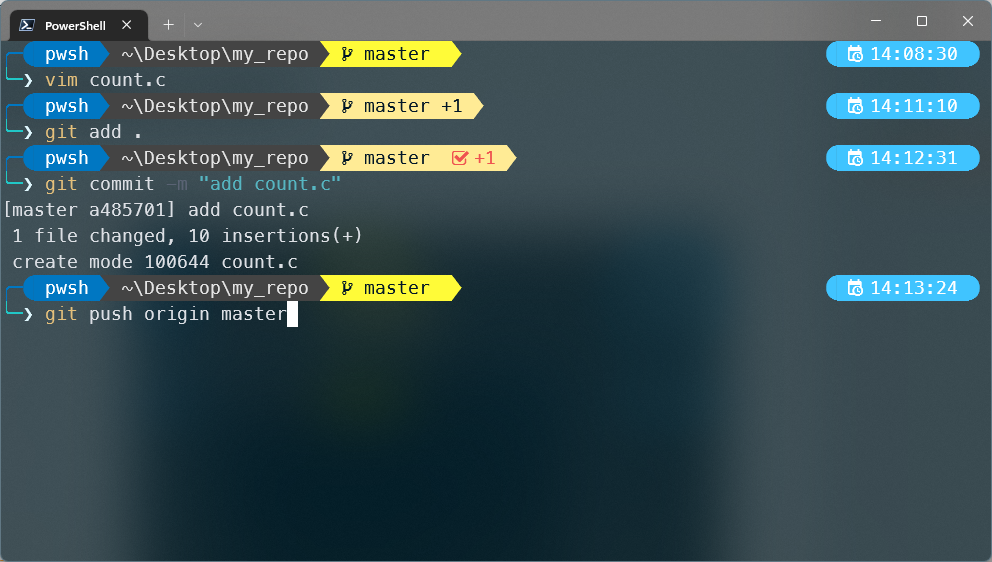 PowerShell
pwsh ~\Desktop\my_repo master 14:08:30
❯ vim count.c
pwsh ~\Desktop\my_repo master +1 14:11:10
❯ git add .
pwsh ~\Desktop\my_repo master +1 14:12:31
❯ git commit -m "add count.c"
[master a485701] add count.c
1 file changed, 10 insertions(+)
create mode 100644 count.c
pwsh ~\Desktop\my_repo master 14:13:24
❯ git push origin master